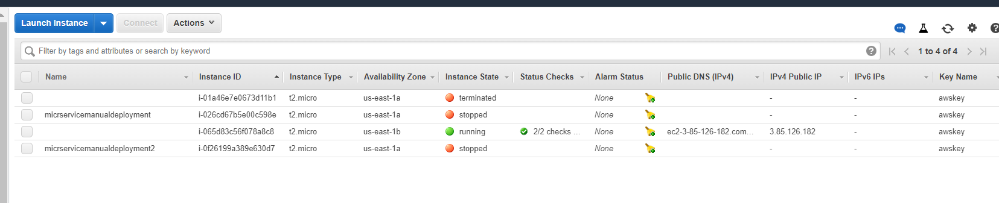 Launch Instance Connect Actions
Filter by tags and attributes or search by keyword ? 1 to 4 of 4
Name Instance ID Instance Type Availability Zone Instance State Status Checks Alarm Status Public DNS (IPv4) IPv4 Public IP IPv6 IPs Key Name
i-01a46e7e0673d11b1 t2.micro us-east-1a terminated None - - awskey
micrservicemanualdeployment i-026cd67b5e00c598e t2.micro us-east-1a stopped None - - awskey
i-065d83c56f078a8c8 t2.micro us-east-1b running 2/2 checks ... None ec2-3-85-126-182.com... 3.85.126.182 - awskey
micrservicemanualdeployment2 i-0f26199a389e630d7 t2.micro us-east-1a stopped None - - awskey